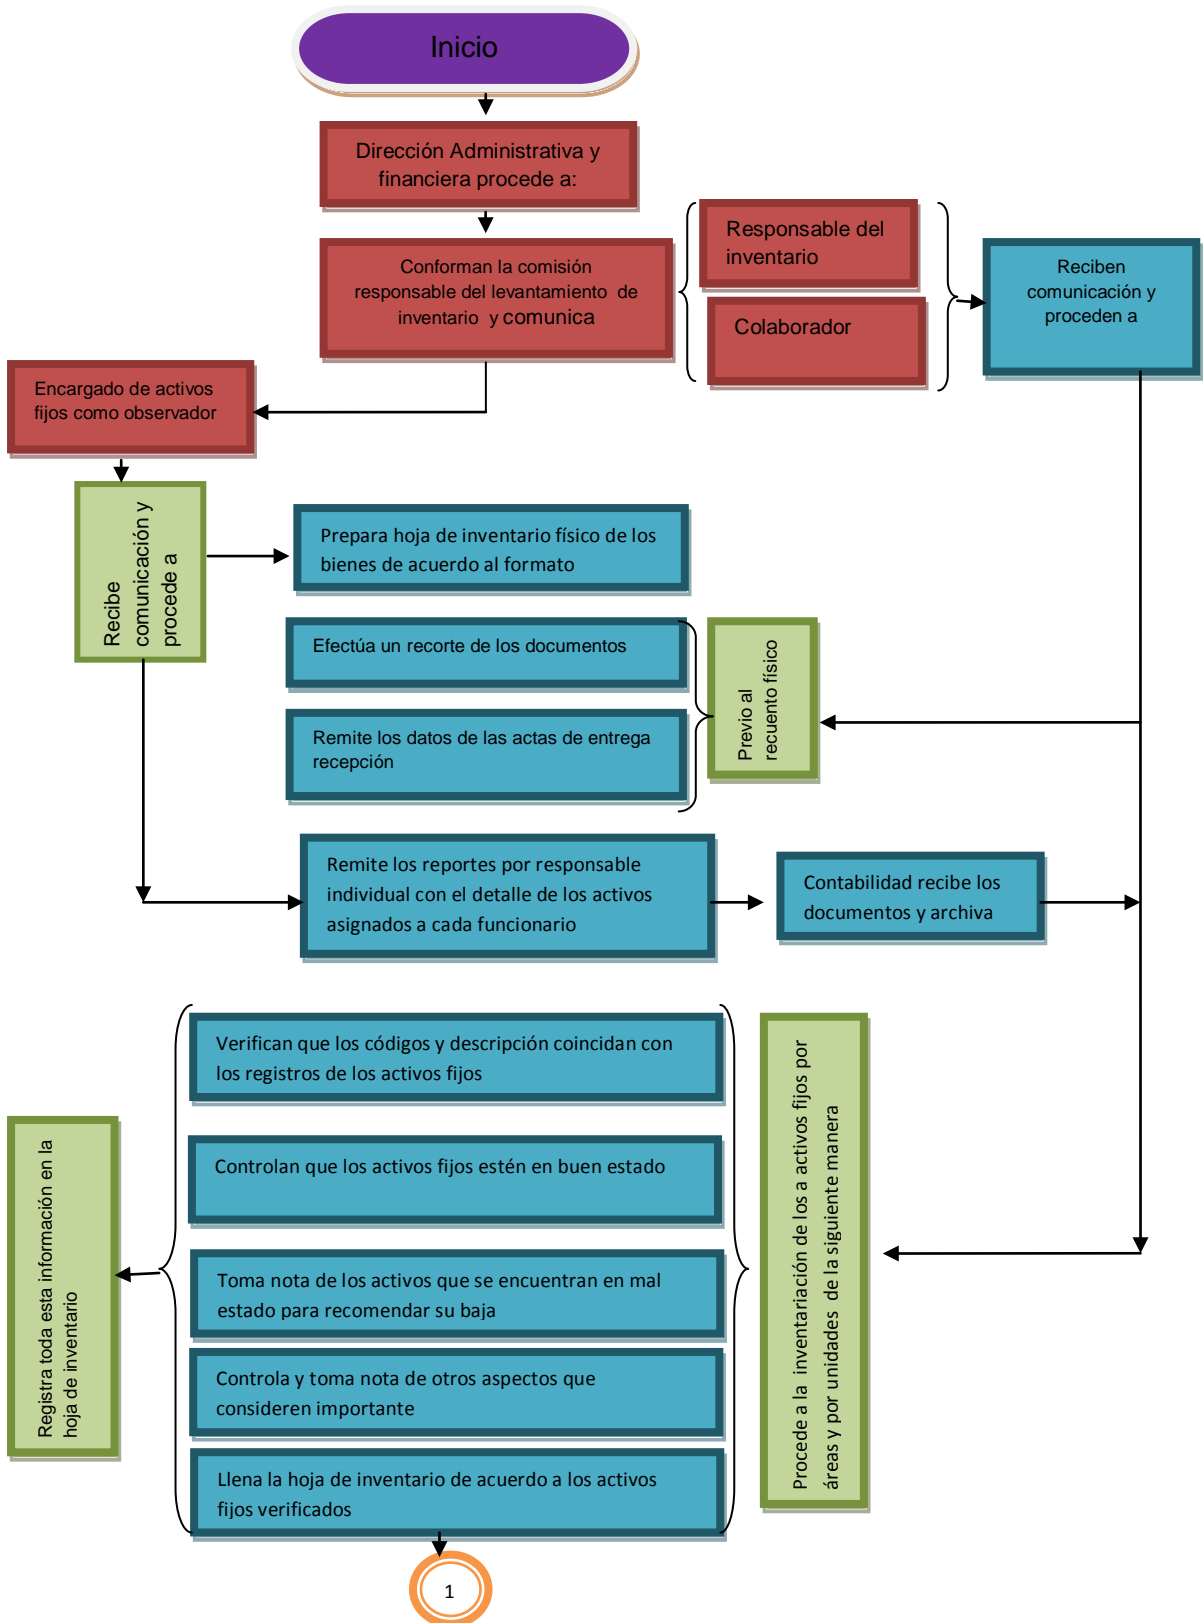 Inicio
Dirección Administrativa y
financiera procede a:
Conforman la comisión
responsable del levantamiento de
inventario y comunica
Responsable del
inventario
Colaborador
Reciben
comunicación y
proceden a
Encargado de activos
fijos como observador
Recibe
comunicación y
procede a
Prepara hoja de inventario físico de los
bienes de acuerdo al formato
Efectúa un recorte de los documentos
Remite los datos de las actas de entrega
recepción
Previo al
recuento físico
Remite los reportes por responsable
individual con el detalle de los activos
asignados a cada funcionario
Contabilidad recibe los
documentos y archiva
Verifican que los códigos y descripción coincidan con
los registros de los activos fijos
Controlan que los activos fijos estén en buen estado
Toma nota de los activos que se encuentran en mal
estado para recomendar su baja
Controla y toma nota de otros aspectos que
consideren importante
Llena la hoja de inventario de acuerdo a los activos
fijos verificados
Procede a la inventariación de los a activos fijos por
áreas y por unidades de la siguiente manera
Registra toda esta información en la
hoja de inventario
1